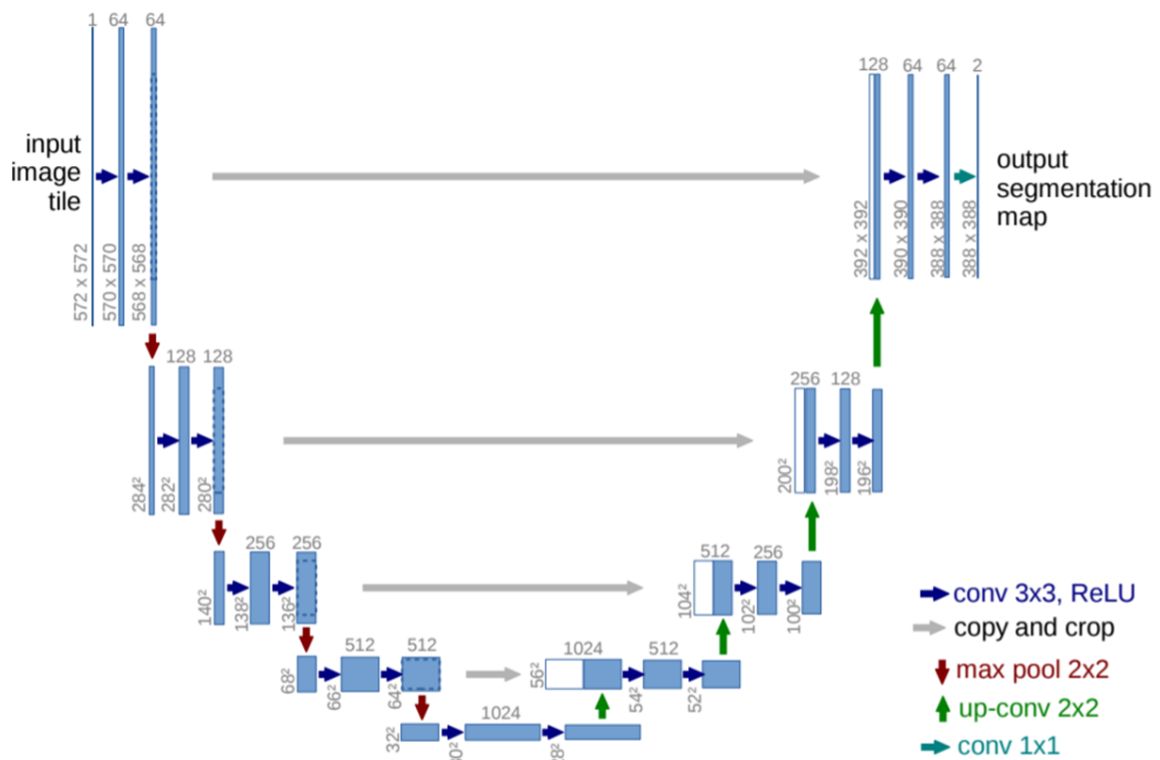 1 64 64
input
image
tile
572 x 572
570 x 570
568 x 568
128 64 64 2
output
segmentation
map
392 x 392
390 x 390
388 x 388
388 x 388
128 128
284²
282²
280²
256 128
200²
198²
196²
256 256
140²
138²
136²
512 256
104²
102²
100²
512 512
68²
66²
64²
1024 512
56²
54²
52²
1024
32²
conv 3x3, ReLU
copy and crop
max pool 2x2
up-conv 2x2
conv 1x1